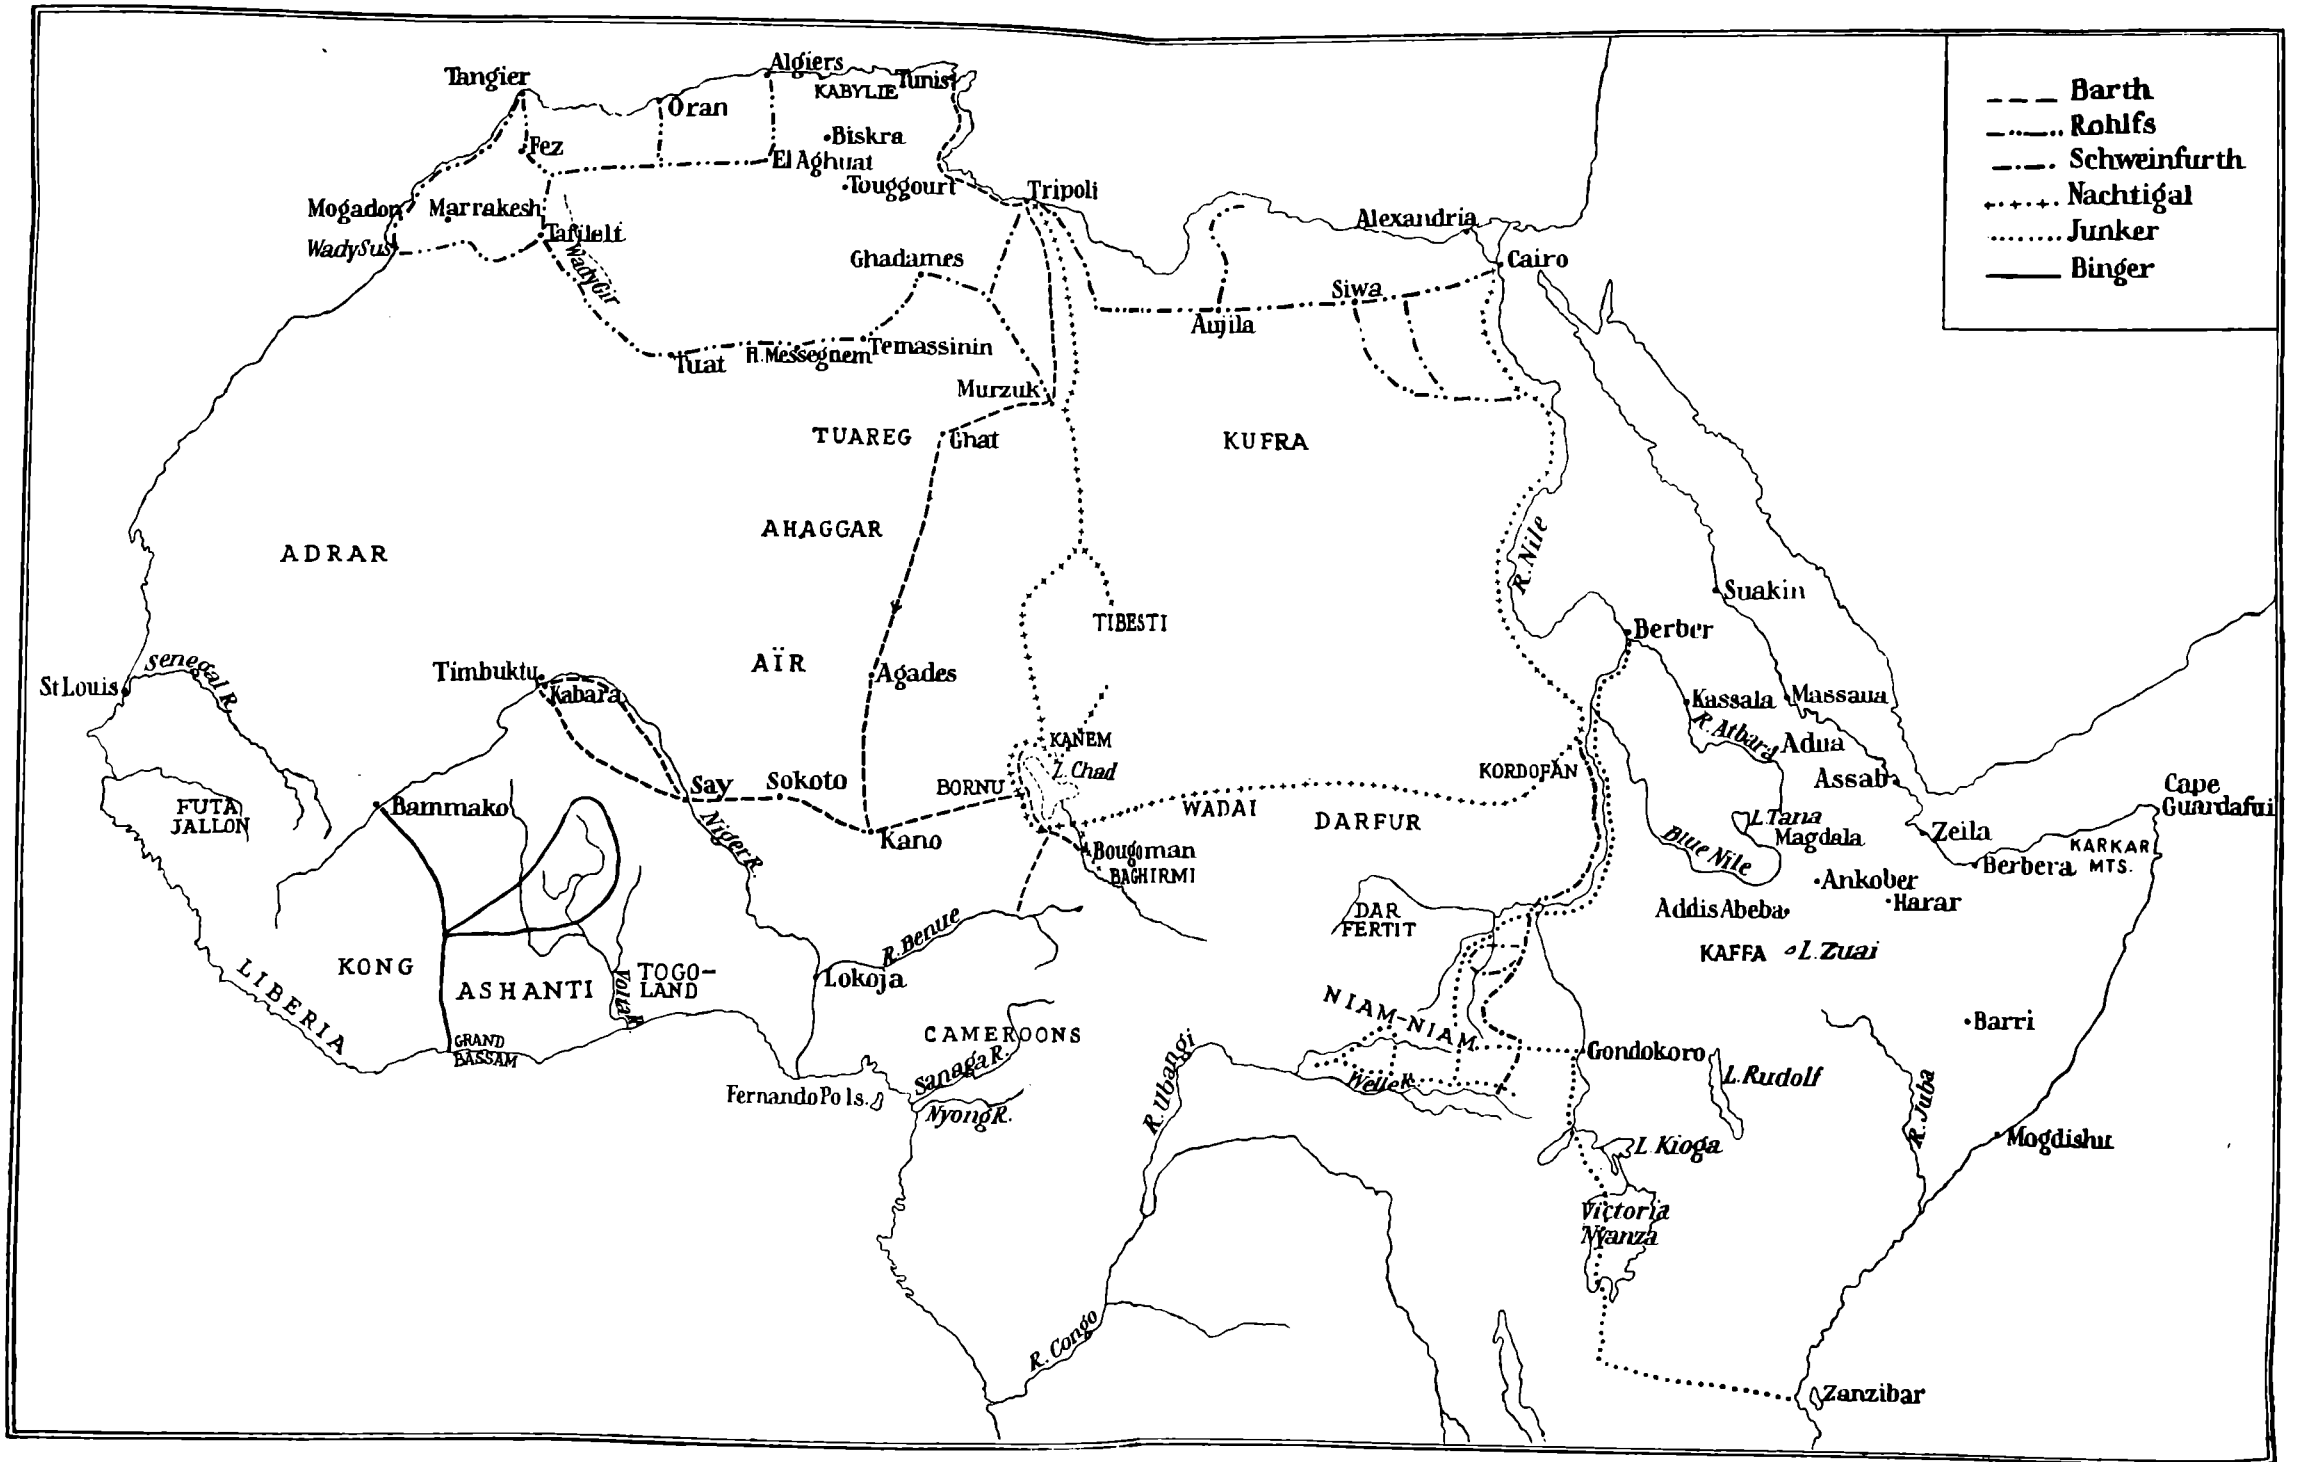 Barth
Rohlfs
Schweinfurth
Nachtigal
Junker
Binger
Tangier
Algiers
KABYLIE
Tunis
Oran
Fez
Biskra
El Aghuat
Touggourt
Tripoli
Mogador
Marrakesh
Wady Sus
Tafilelt
Wady Gir
Alexandria
Cairo
Ghadames
Siwa
Aujila
Tuat
H. Messegnem
Temassinin
Murzuk
TUAREG
Ghat
KUFRA
AHAGGAR
ADRAR
R. Nile
Suakin
TIBESTI
Berber
AÏR
Agades
Timbuktu
Kabara
St Louis
Senegal R.
Kassala
Massaua
R. Atbara
Adua
KANEM
L. Chad
KORDOFAN
Assab
Cape
Guardafui
Say
Sokoto
BORNU
FUTA
JALLON
Bammako
WADAI
DARFUR
L. Tana
Magdala
Zeila
Niger R.
Kano
Bougoman
BAGHIRMI
Blue Nile
Berbera
KARKAR
MTS.
Ankober
Harar
Addis Abeba
DAR
FERTIT
R. Benue
KAFFA
L. Zuai
KONG
LIBERIA
ASHANTI
TOGO-
LAND
Volta R.
Lokoja
NIAM-NIAM
Barri
GRAND
BASSAM
CAMEROONS
Sanaga R.
Gondokoro
L. Rudolf
Welle R.
Fernando Po Is.
Nyong R.
R. Ubangi
R. Juba
L. Kioga
Mogdishu
Victoria
Nyanza
R. Congo
Zanzibar